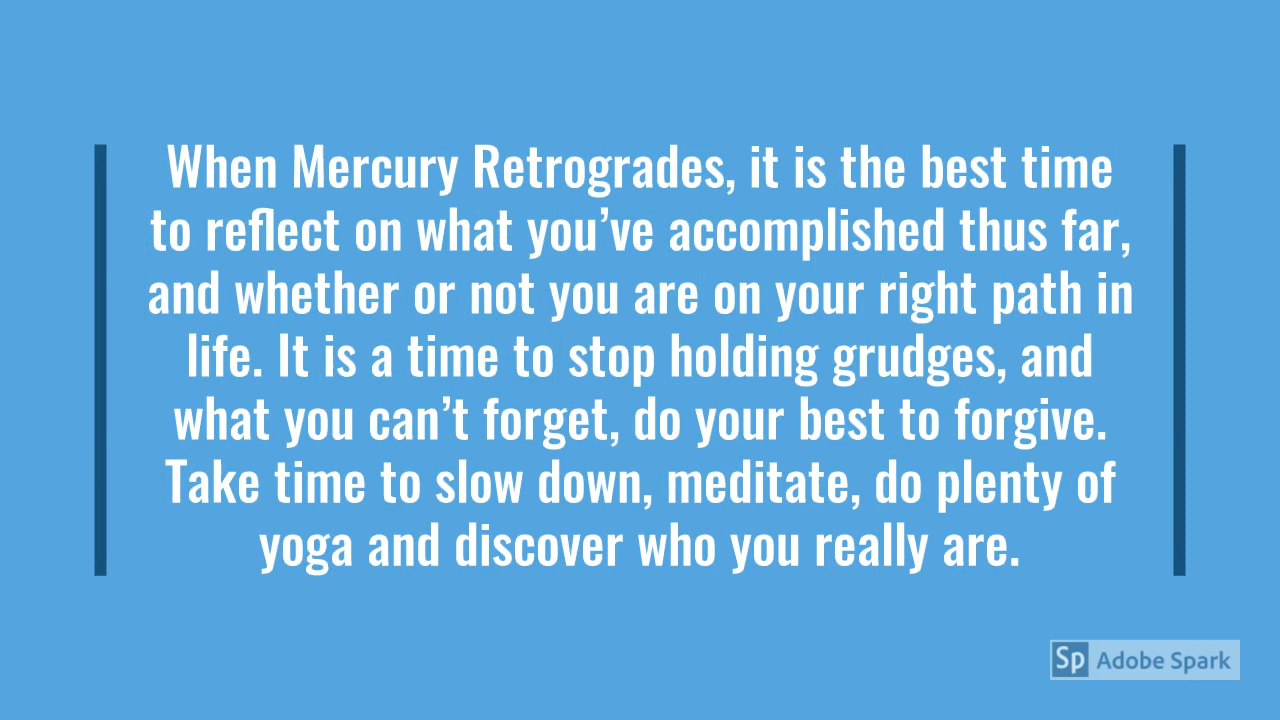 When Mercury Retrogrades, it is the best time
to reflect on what you’ve accomplished thus far,
and whether or not you are on your right path in
life. It is a time to stop holding grudges, and
what you can’t forget, do your best to forgive.
Take time to slow down, meditate, do plenty of
yoga and discover who you really are.
Sp Adobe Spark